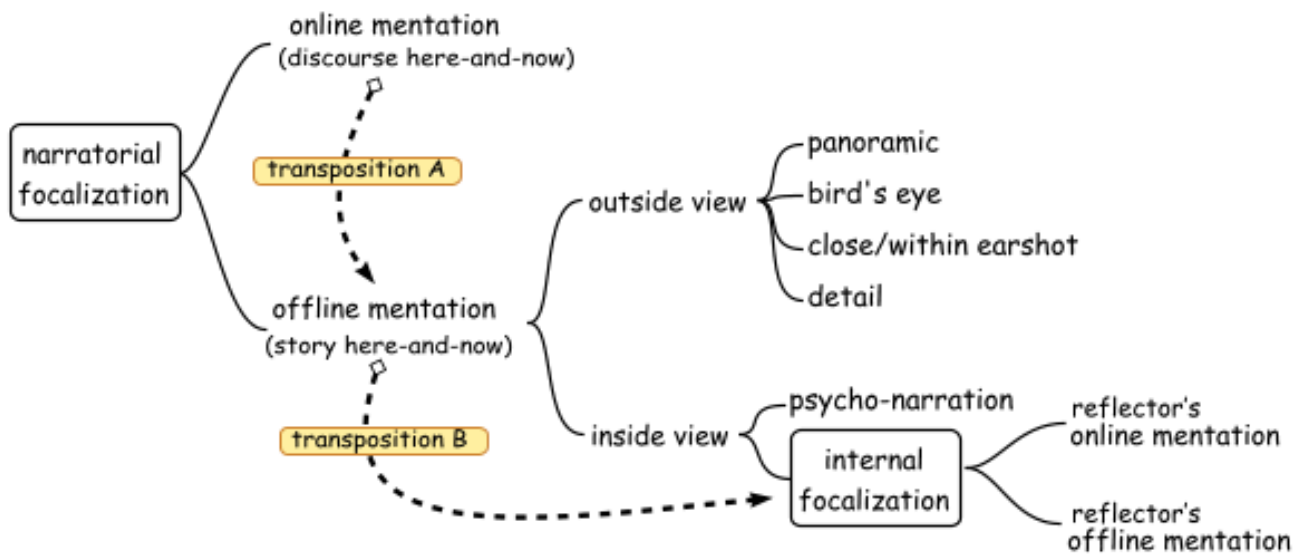 online mentation
(discourse here-and-now)
narratorial
focalization
transposition A
offline mentation
(story here-and-now)
transposition B
outside view
panoramic
bird's eye
close/within earshot
detail
inside view
psycho-narration
internal
focalization
reflector's
online mentation
reflector's
offline mentation